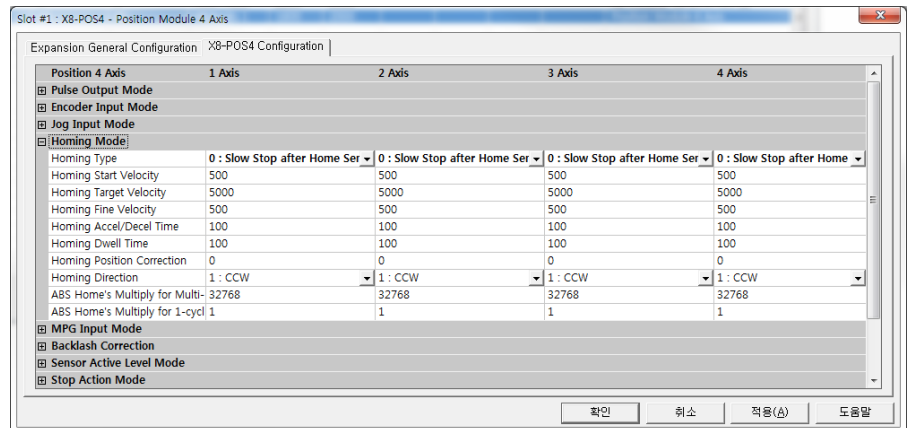 Slot #1 : X8-POS4 - Position Module 4 Axis
Expansion General Configuration X8-POS4 Configuration
Position 4 Axis 1 Axis 2 Axis 3 Axis 4 Axis
Pulse Output Mode
Encoder Input Mode
Jog Input Mode
Homing Mode
Homing Type 0 : Slow Stop after Home Ser 0 : Slow Stop after Home Ser 0 : Slow Stop after Home Ser 0 : Slow Stop after Home
Homing Start Velocity 500 500 500 500
Homing Target Velocity 5000 5000 5000 5000
Homing Fine Velocity 500 500 500 500
Homing Accel/Decel Time 100 100 100 100
Homing Dwell Time 100 100 100 100
Homing Position Correction 0 0 0 0
Homing Direction 1 : CCW 1 : CCW 1 : CCW 1 : CCW
ABS Home's Multiply for Multi- 32768 32768 32768 32768
ABS Home's Multiply for 1-cycl 1 1 1 1
MPG Input Mode
Backlash Correction
Sensor Active Level Mode
Stop Action Mode
확인 취소 적용(A) 도움말